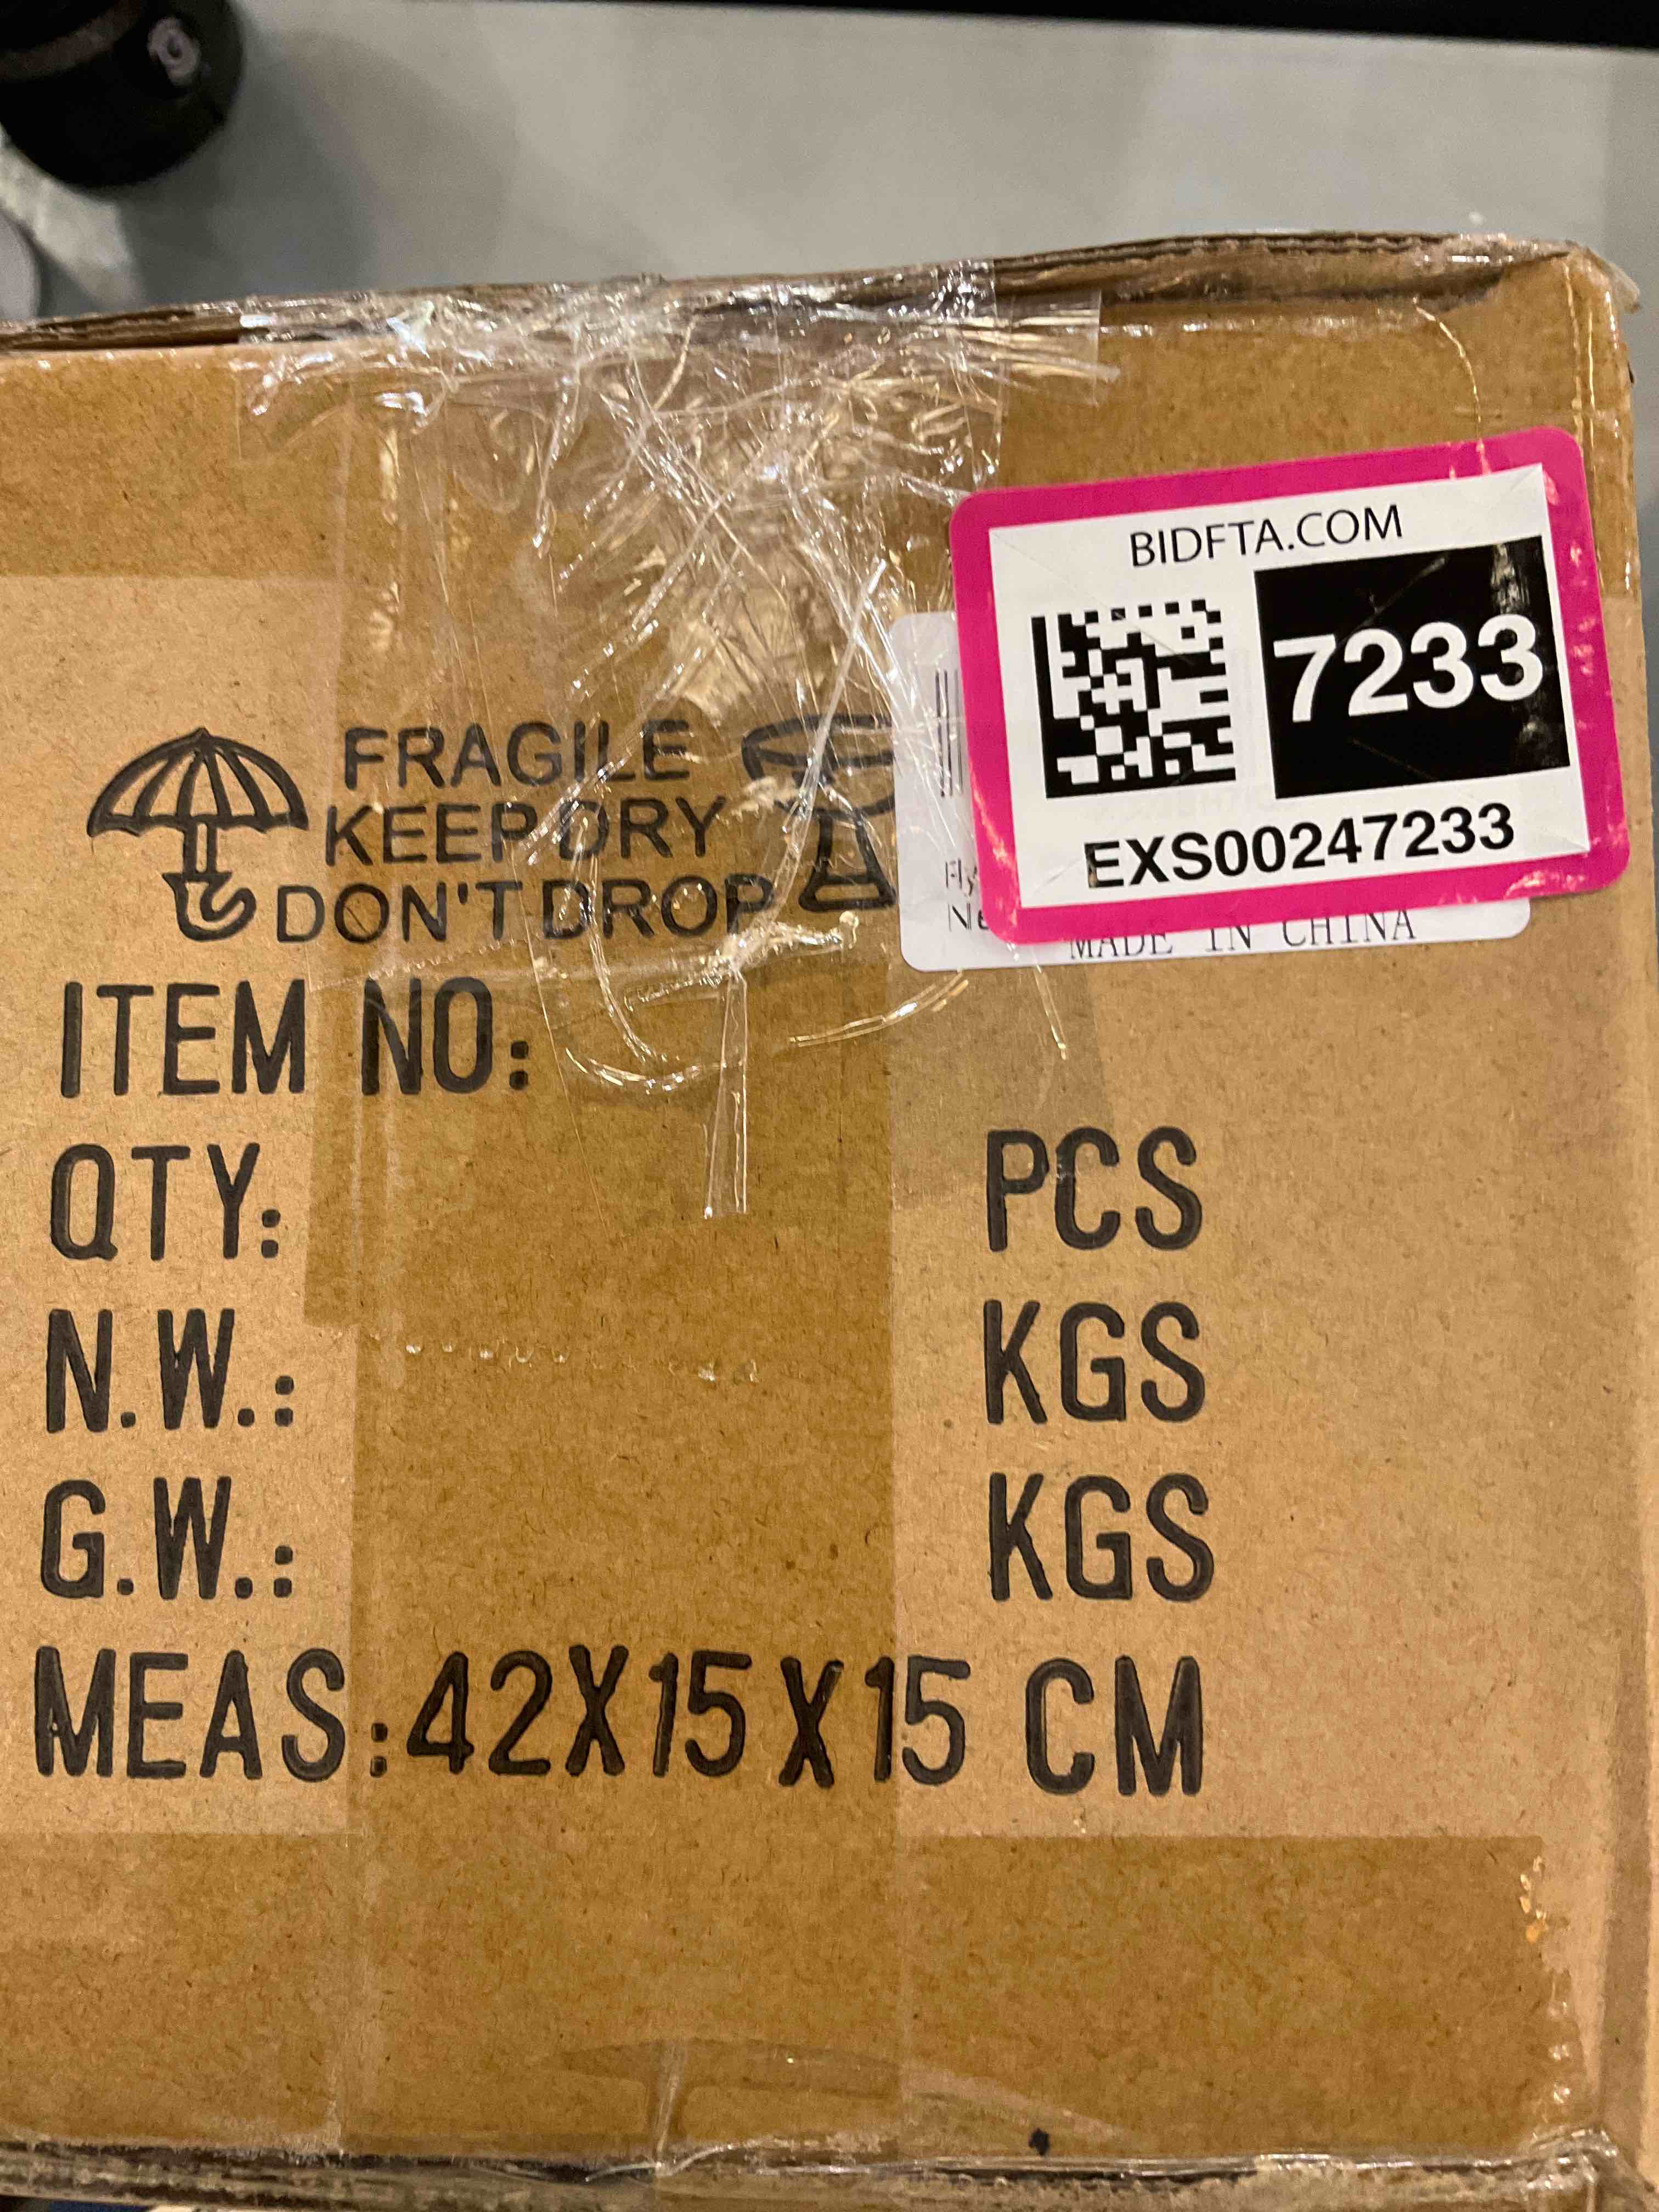 BIDFTA.COM
7233
EXS00247233
MADE IN CHINA
FRAGILE
KEEP DRY
DON'T DROP
ITEM NO:
QTY: PCS
N.W.: KGS
G.W.: KGS
MEAS:42X15X15 CM